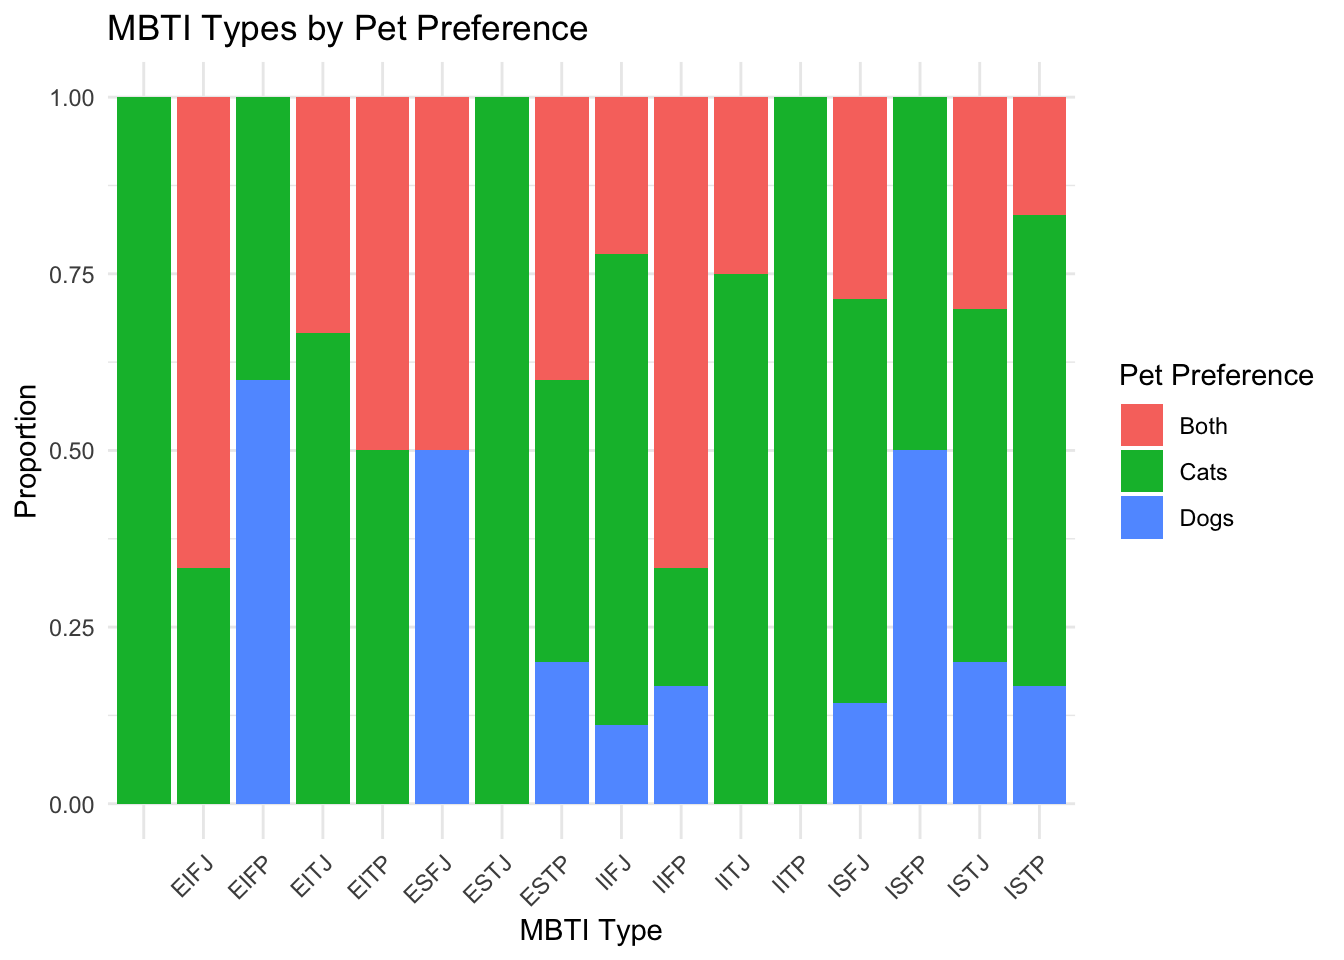 MBTI Types by Pet Preference
1.00
0.75
0.50
0.25
0.00
Proportion
EIFJ
EIFP
EITJ
EITP
ESFJ
ESTJ
ESTP
IIFJ
IIFP
IITJ
IITP
ISFJ
ISFP
ISTJ
ISTP
MBTI Type
Pet Preference
Both
Cats
Dogs